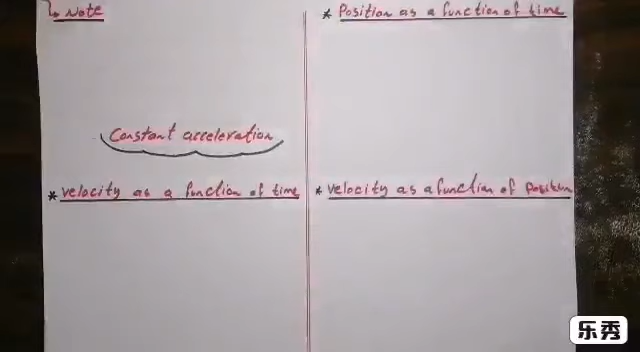 Note
* Position as a function of time
Constant acceleration
* Velocity as a function of time
* Velocity as a function of position
乐秀